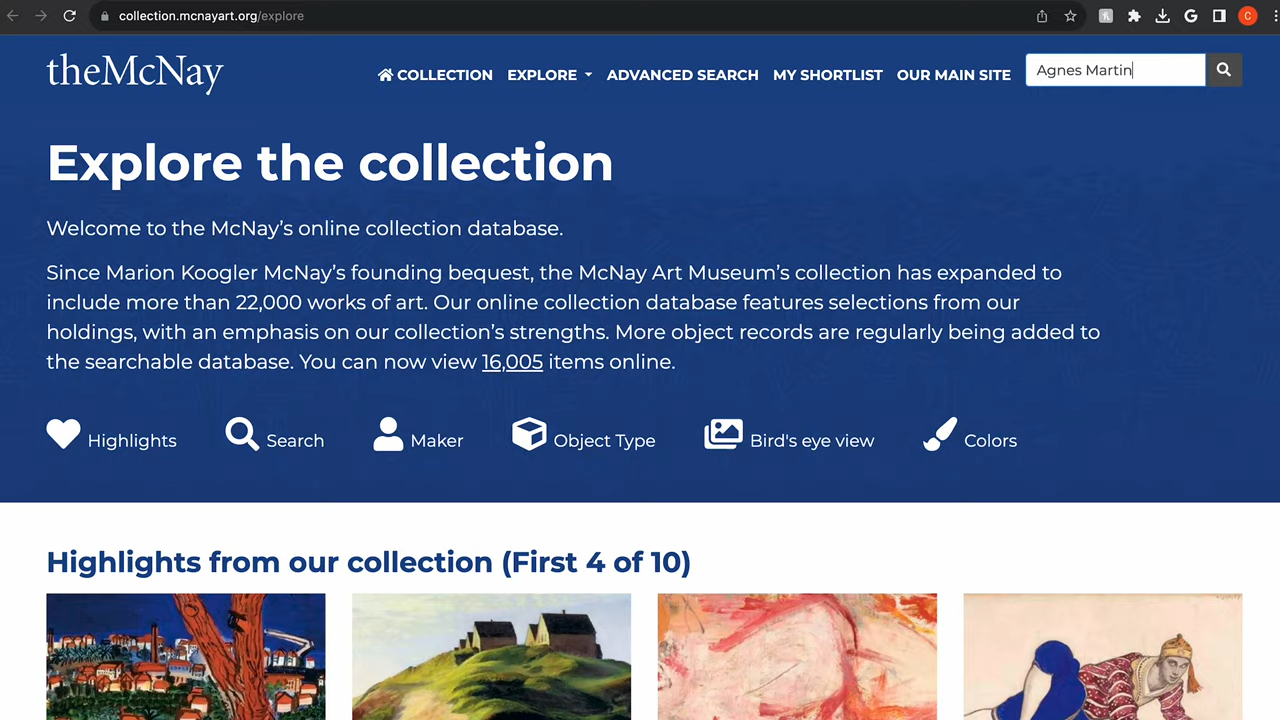 collection.mcnayart.org/explore
C
theMcNay
COLLECTION EXPLORE ADVANCED SEARCH MY SHORTLIST OUR MAIN SITE
Agnes Martin
Explore the collection
Welcome to the McNay’s online collection database.
Since Marion Koogler McNay’s founding bequest, the McNay Art Museum’s collection has expanded to
include more than 22,000 works of art. Our online collection database features selections from our
holdings, with an emphasis on our collection’s strengths. More object records are regularly being added to
the searchable database. You can now view 16,005 items online.
Highlights Search Maker Object Type Bird's eye view Colors
Highlights from our collection (First 4 of 10)